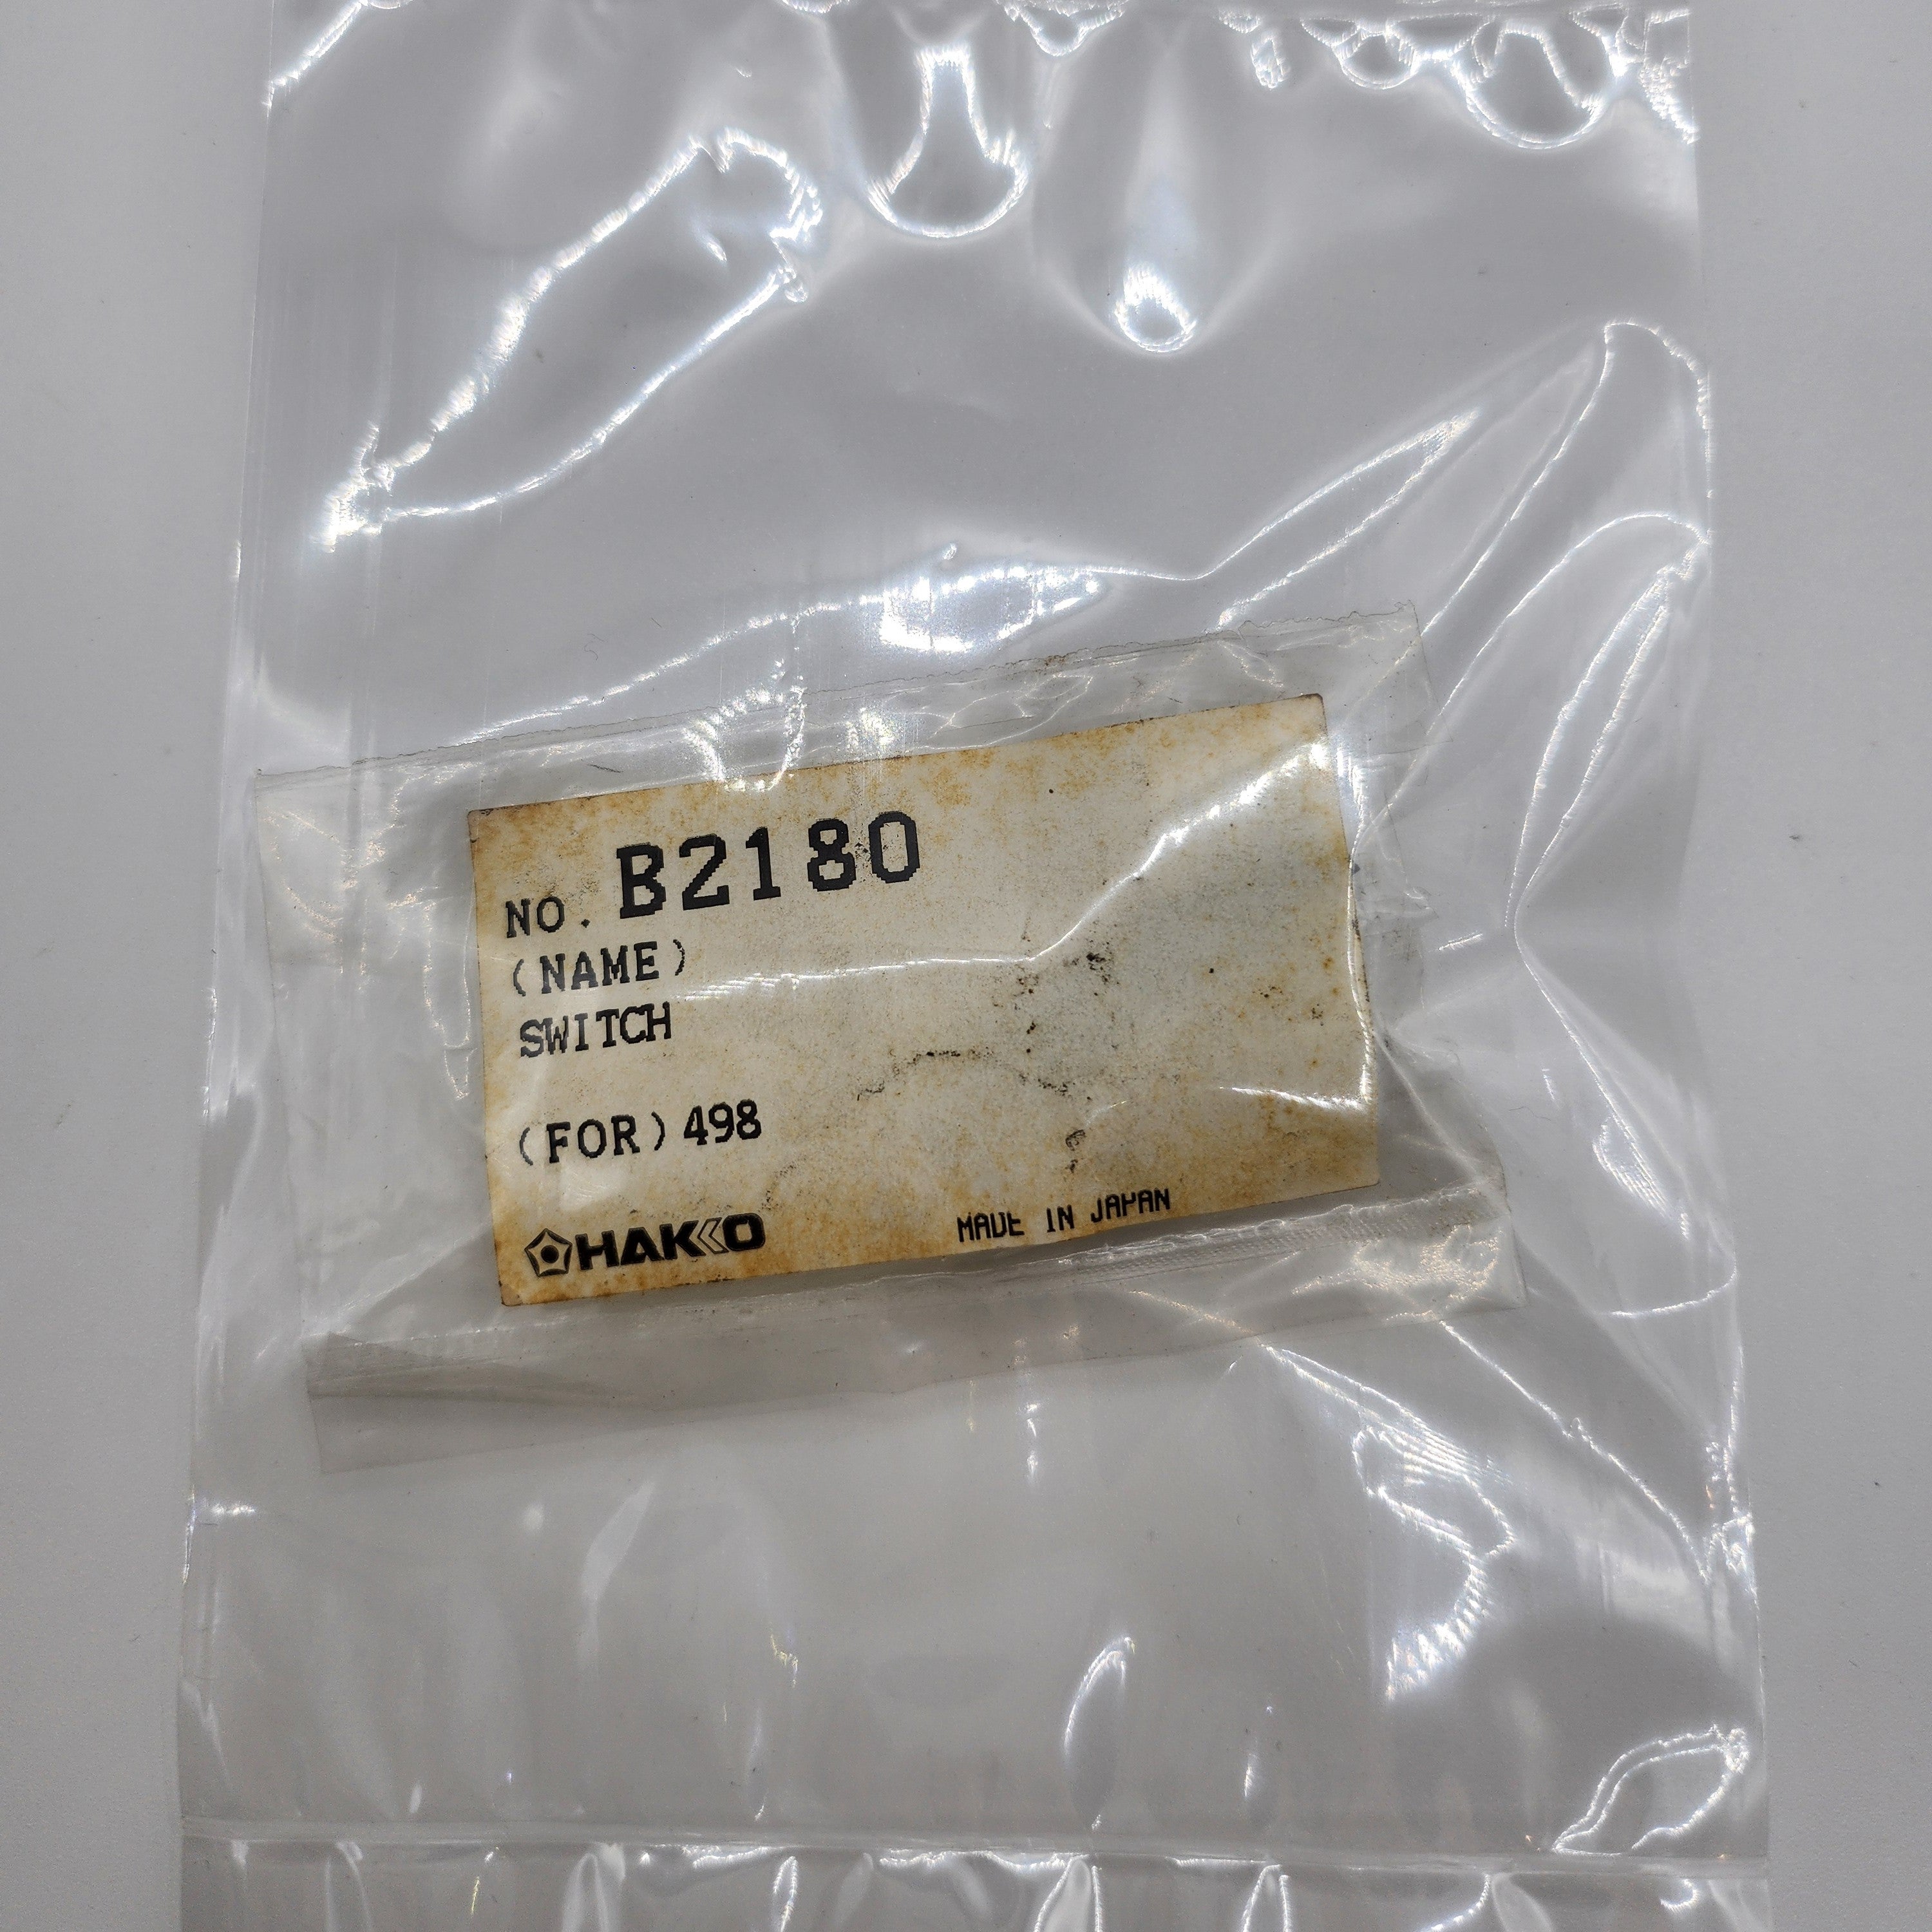 NO. B2180
(NAME)
SWITCH
(FOR) 498
HAKKO
MADE IN JAPAN